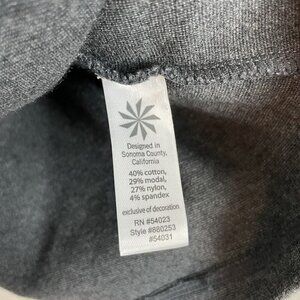 Designed in
Sonoma County,
California
40% cotton,
29% modal,
27% nylon,
4% spandex
exclusive of decoration
RN #54023
Style #880253
#54031